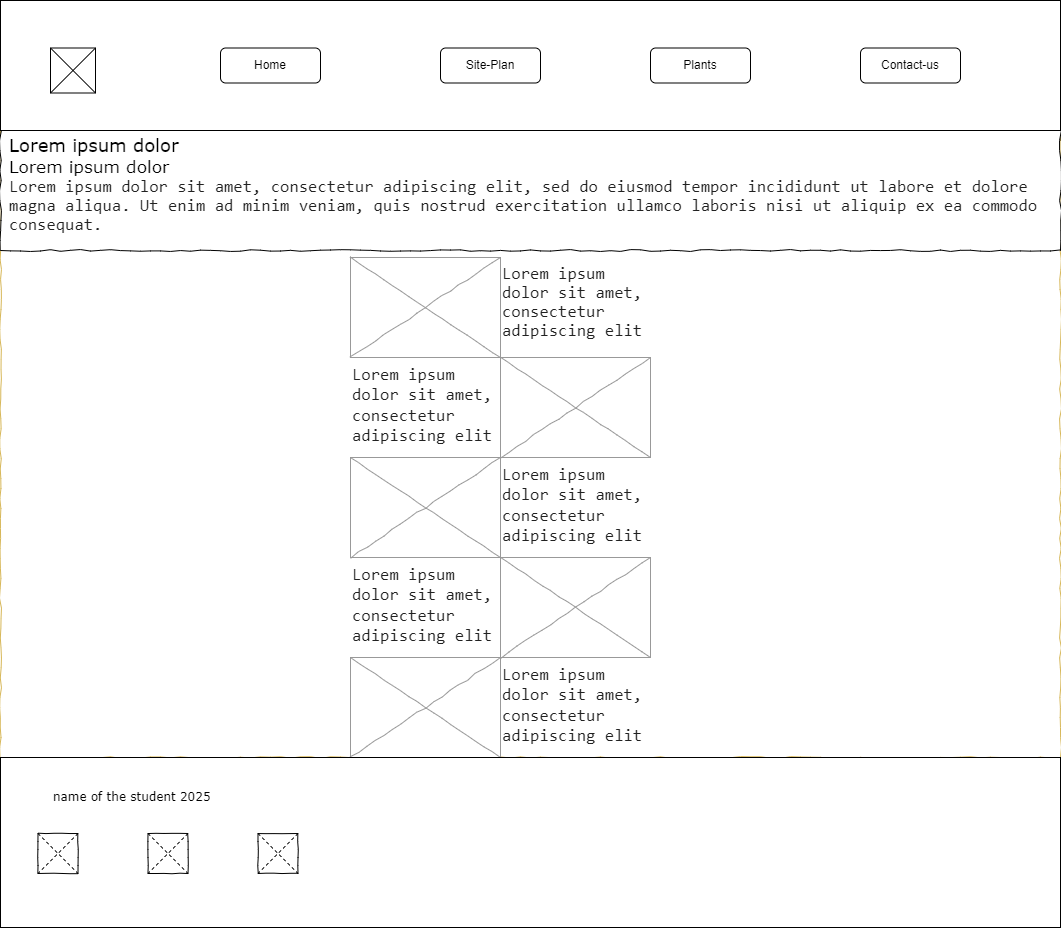 Home
Site-Plan
Plants
Contact-us
Lorem ipsum dolor
Lorem ipsum dolor
Lorem ipsum dolor sit amet, consectetur adipiscing elit, sed do eiusmod tempor incididunt ut labore et dolore
magna aliqua. Ut enim ad minim veniam, quis nostrud exercitation ullamco laboris nisi ut aliquip ex ea commodo
consequat.
Lorem ipsum
dolor sit amet,
consectetur
adipiscing elit
Lorem ipsum
dolor sit amet,
consectetur
adipiscing elit
Lorem ipsum
dolor sit amet,
consectetur
adipiscing elit
Lorem ipsum
dolor sit amet,
consectetur
adipiscing elit
Lorem ipsum
dolor sit amet,
consectetur
adipiscing elit
name of the student 2025